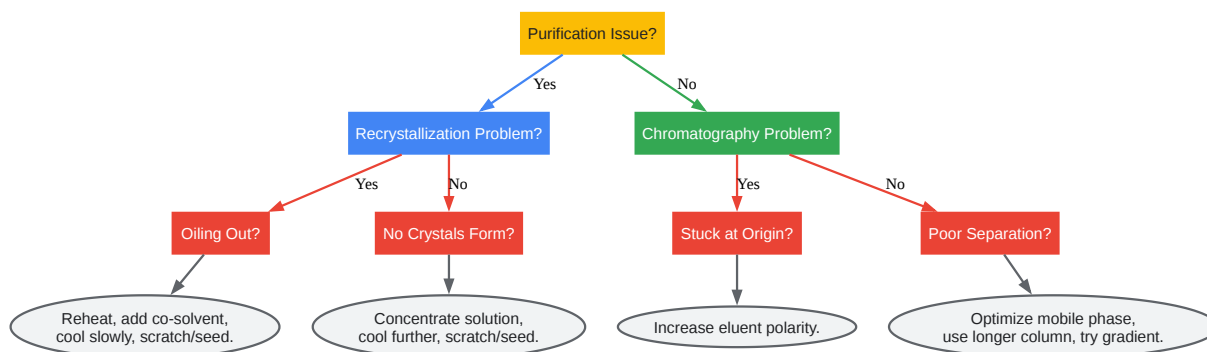 Purification Issue?
Yes
No
Recrystallization Problem?
Chromatography Problem?
Yes
No
Yes
No
Oiling Out?
No Crystals Form?
Stuck at Origin?
Poor Separation?
Reheat, add co-solvent,
cool slowly, scratch/seed.
Concentrate solution,
cool further, scratch/seed.
Increase eluent polarity.
Optimize mobile phase,
use longer column, try gradient.